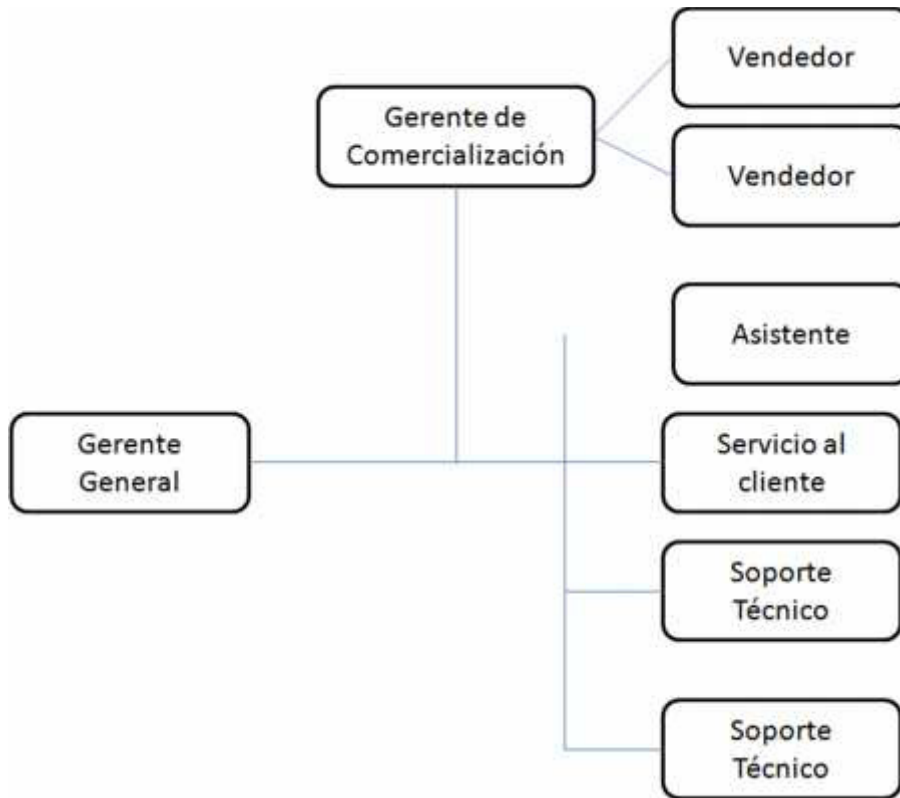 Vendedor
Gerente de
Comercialización
Vendedor
Asistente
Gerente
General
Servicio al
cliente
Soporte
Técnico
Soporte
Técnico